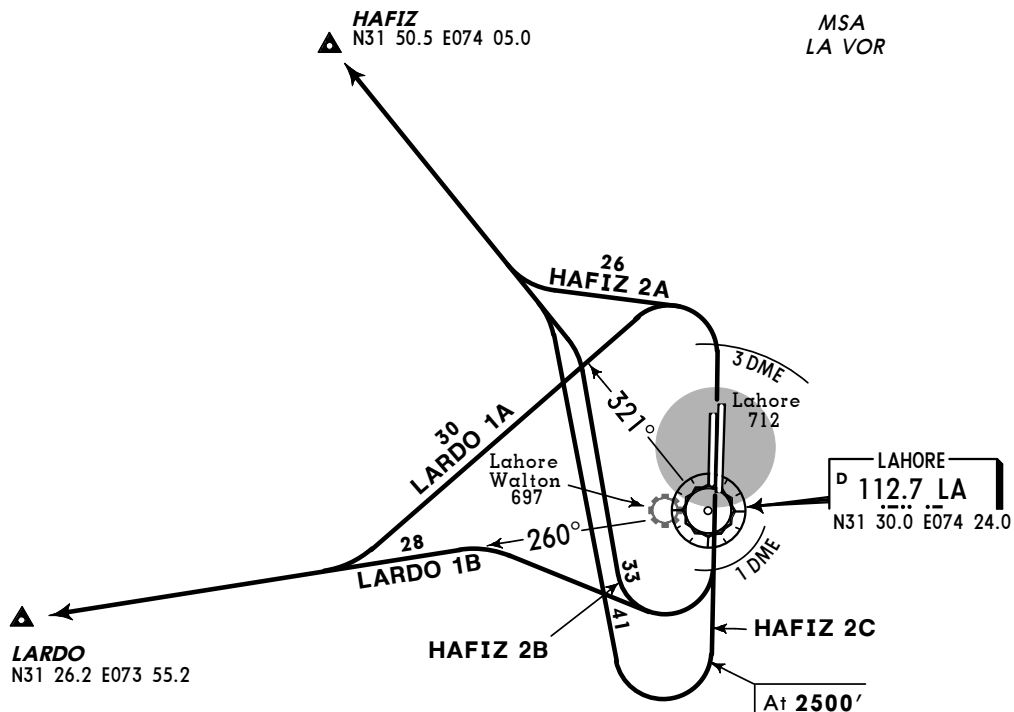 HAFIZ
N31 50.5 E074 05.0
MSA
LA VOR
26
HAFIZ 2A
3 DME
Lahore
712
321°
30
LARDO 1A
Lahore
Walton
697
LAHORE
D 112.7 LA
N31 30.0 E074 24.0
260°
28
LARDO 1B
1 DME
33
41
HAFIZ 2B
HAFIZ 2C
LARDO
N31 26.2 E073 55.2
At 2500'